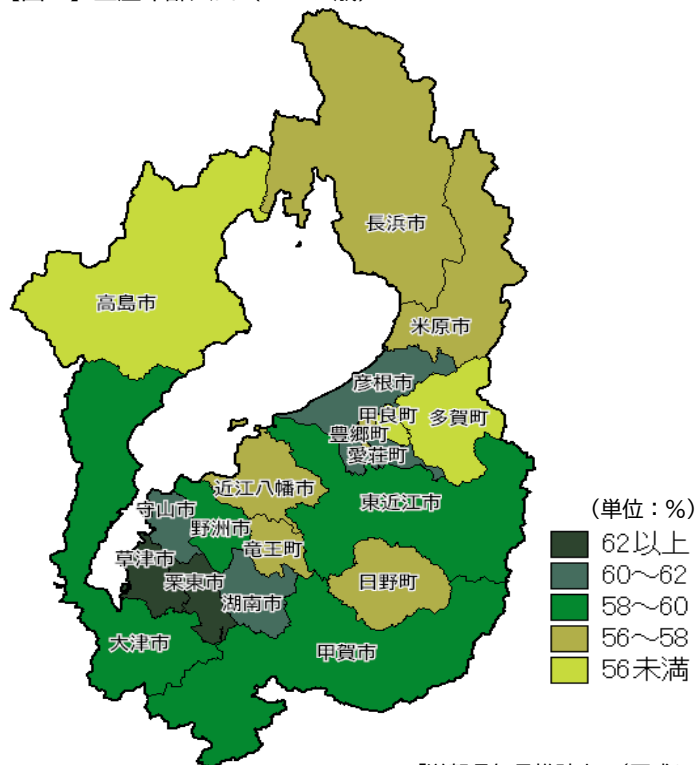 長浜市
高島市
米原市
彦根市
甲良町
多賀町
豊郷町
愛荘町
近江八幡市
東近江市
守山市
野洲市
竜王町
草津市
栗東市
日野町
湖南市
大津市
甲賀市
（単位：％）
62以上
60～62
58～60
56～58
56未満